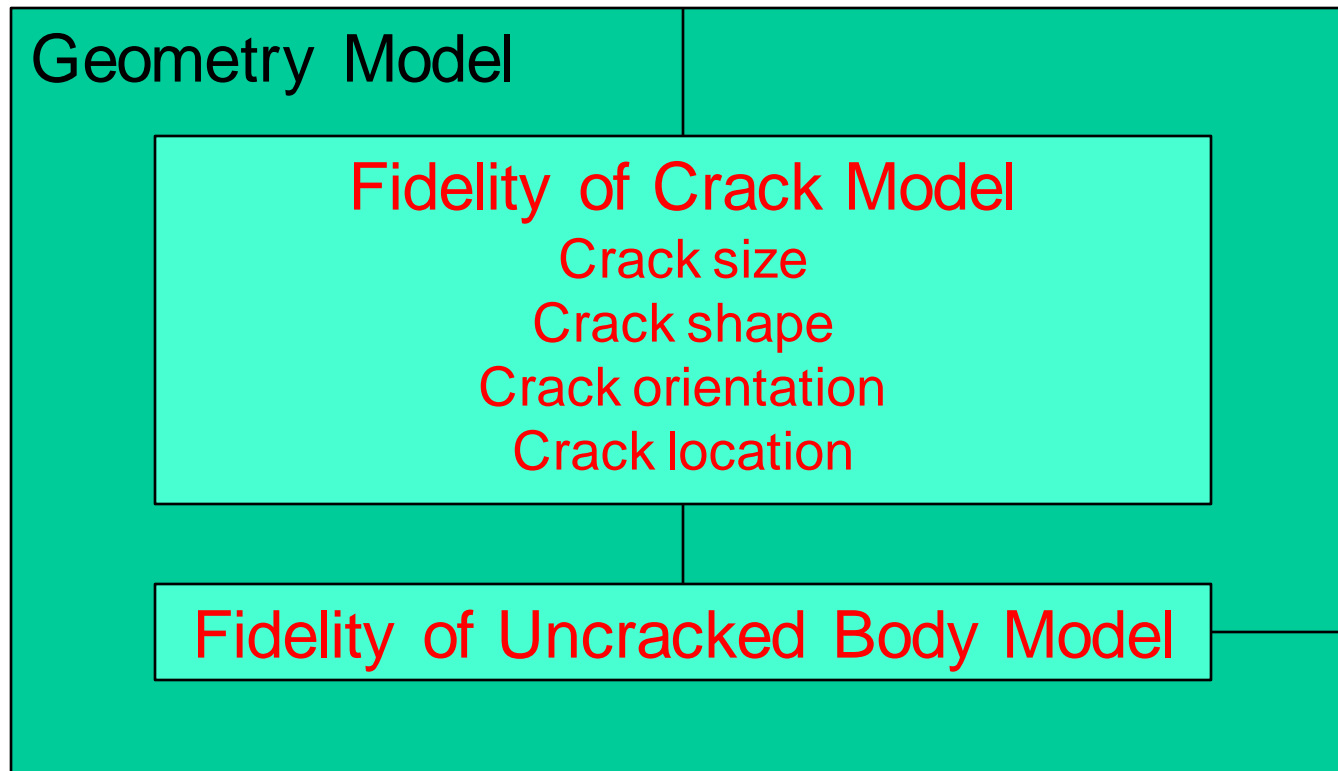 Geometry Model
Fidelity of Crack Model
Crack size
Crack shape
Crack orientation
Crack location
Fidelity of Uncracked Body Model